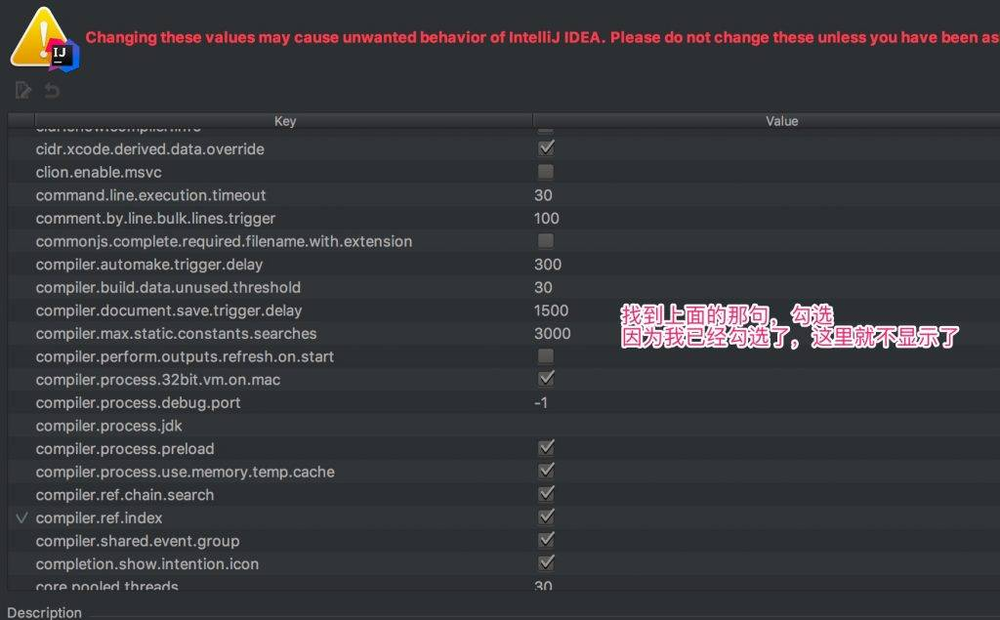 IJ
Changing these values may cause unwanted behavior of IntelliJ IDEA. Please do not change these unless you have been as
Key Value
cidr.xcode.derived.data.override
clion.enable.msvc
command.line.execution.timeout 30
comment.by.line.bulk.lines.trigger 100
commonjs.complete.required.filename.with.extension
compiler.automake.trigger.delay 300
compiler.build.data.unused.threshold 30
compiler.document.save.trigger.delay 1500
compiler.max.static.constants.searches 3000
找到上面的那句，勾选
因为我已经勾选了，这里就不显示了
compiler.perform.outputs.refresh.on.start
compiler.process.32bit.vm.on.mac
compiler.process.debug.port -1
compiler.process.jdk
compiler.process.preload
compiler.process.use.memory.temp.cache
compiler.ref.chain.search
compiler.ref.index
compiler.shared.event.group
completion.show.intention.icon
core.pooled.threads 30
Description